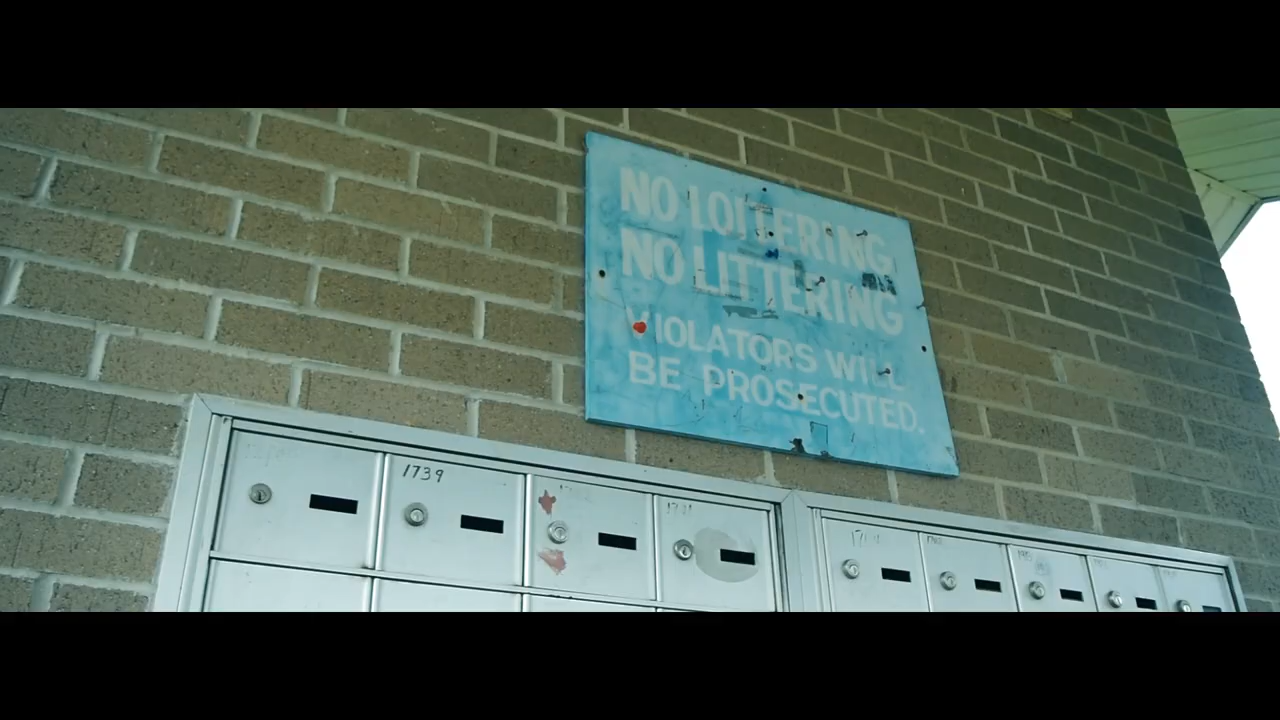 NO LOITERING
NO LITTERING
VIOLATORS WILL
BE PROSECUTED.
1739